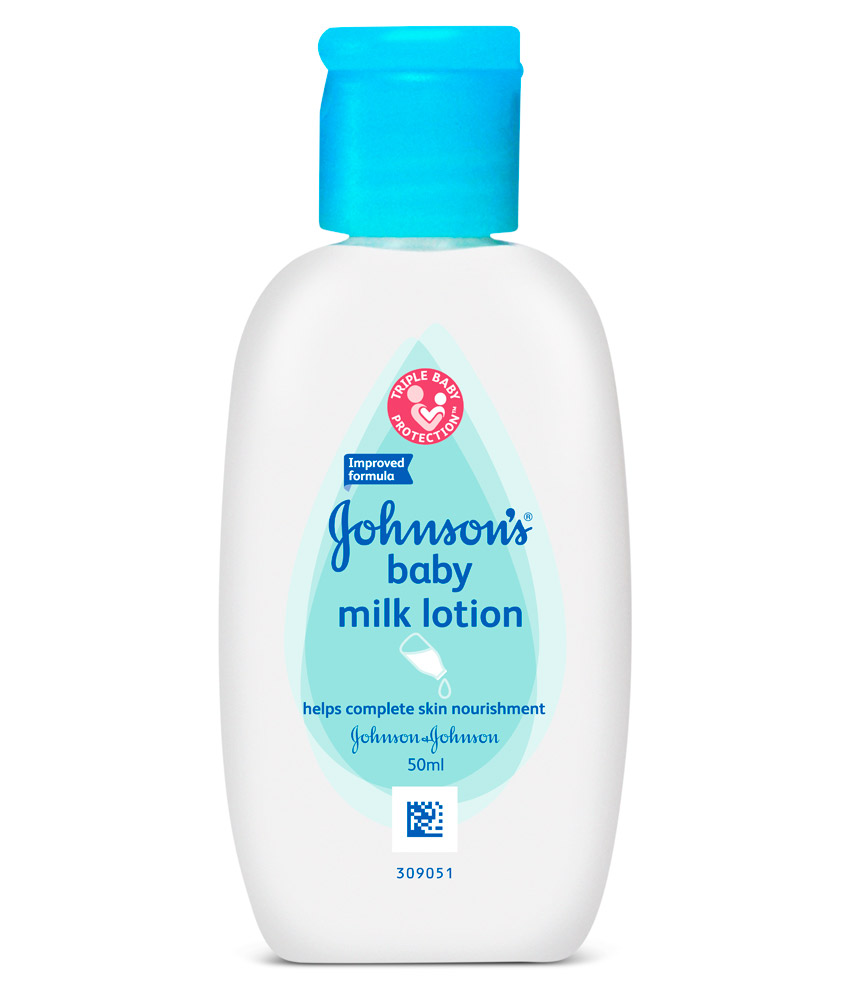 TRIPLE BABY
PROTECTION™
Improved
formula
Johnson's®
baby
milk lotion
helps complete skin nourishment
Johnson & Johnson
50ml
309051